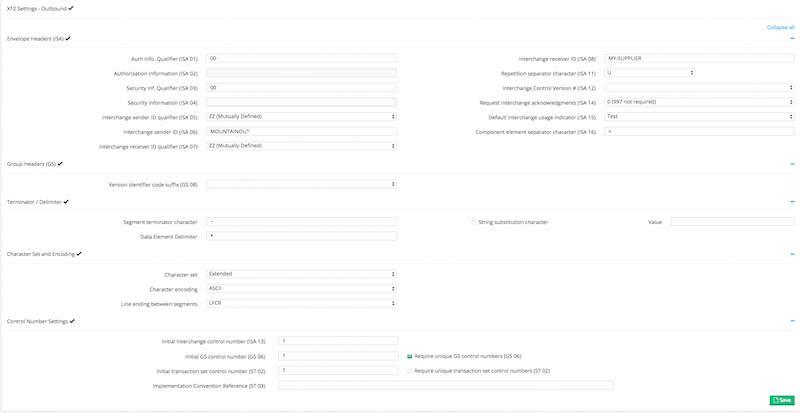 X12 Settings - Outbound
Collapse all
Envelope Headers (ISA)
Auth Info. Qualifier (ISA 01) 00
Authorization Information (ISA 02)
Security Inf. Qualifier (ISA 03) 00
Security Information (ISA 04)
Interchange sender ID qualifier (ISA 05) ZZ (Mutually Defined)
Interchange sender ID (ISA 06) MOUNTAINOUT
Interchange receiver ID qualifier (ISA 07) ZZ (Mutually Defined)
Interchange receiver ID (ISA 08) MY-SUPPLIER
Repetition separator character (ISA 11) U
Interchange Control Version # (ISA 12)
Request Interchange acknowledgments (ISA 14) 0 (997 not required)
Default Interchange usage indicator (ISA 15) Test
Component element separator character (ISA 16) >
Group Headers (GS)
Version identifier code suffix (GS 08)
Terminator / Delimiter
Segment terminator character ~
Data Element Delimiter *
String substitution character
Value
Character Set and Encoding
Character set Extended
Character encoding ASCII
Line ending between segments LFCR
Control Number Settings
Initial interchange control number (ISA 13) 1
Initial GS control number (GS 06) 1
Require unique GS control numbers (GS 06)
Initial transaction set control number (ST 02) 1
Require unique transaction set control numbers (ST 02)
Implementation Convention Reference (ST 03)
Save